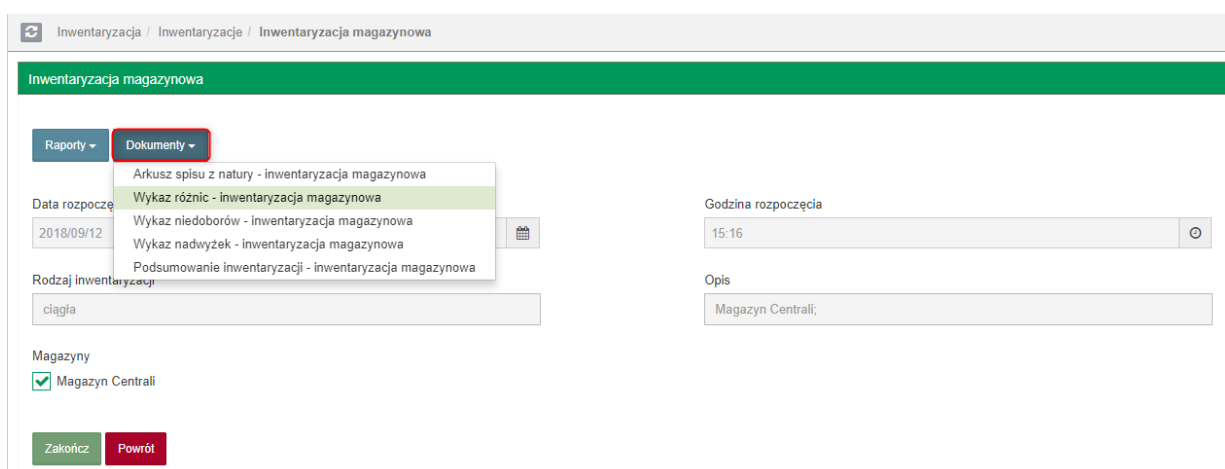 Inwentaryzacja / Inwentaryzacje / Inwentaryzacja magazynowa
Inwentaryzacja magazynowa
Raporty Dokumenty
Arkusz spisu z natury - inwentaryzacja magazynowa
Wykaz różnic - inwentaryzacja magazynowa
Wykaz niedoborów - inwentaryzacja magazynowa
Wykaz nadwyżek - inwentaryzacja magazynowa
Podsumowanie inwentaryzacji - inwentaryzacja magazynowa
Data rozpoczę
Godzina rozpoczęcia
2018/09/12
15:16
Rodzaj inwentaryzacji
Opis
ciągła
Magazyn Centrali;
Magazyny
Magazyn Centrali
Zakończ Powrót